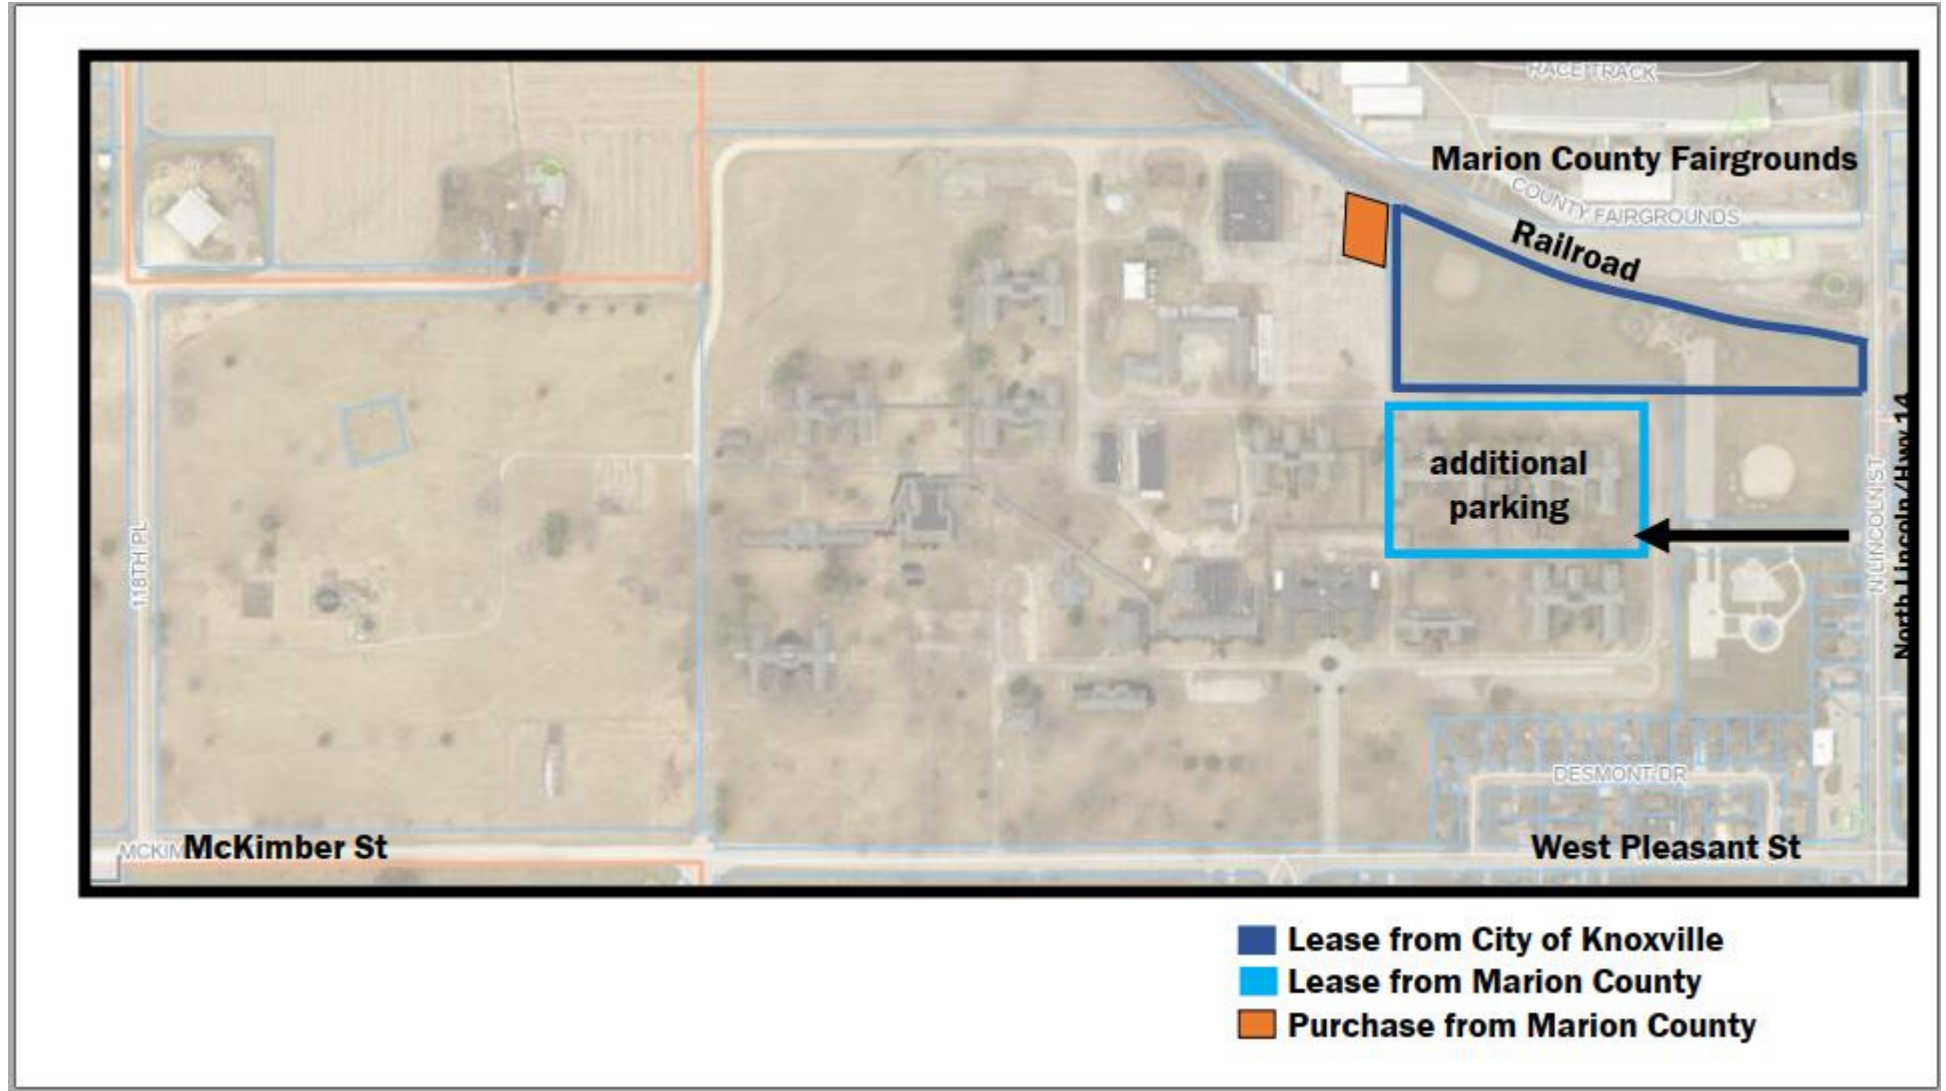 RACE TRACK
Marion County Fairgrounds
COUNTY FAIRGROUNDS
Railroad
additional
parking
118TH PL
N LINCOLN ST
North Lincoln/Hwy 14
DESMONT DR
MCKIM
McKimber St
West Pleasant St
Lease from City of Knoxville
Lease from Marion County
Purchase from Marion County